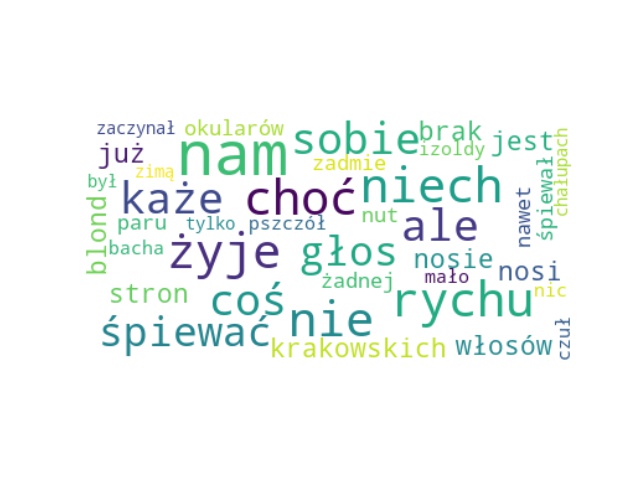 zaczynał okularów sobie brak jest
już nam zadmie izoldy chałupach
zimą
był każe choć niech śpiewał
blond paru tylko pszczół nut ale nawet
bacha żyje głos nosie
żadnej mało nosi
stron coś rychu nic
śpiewać nie włosów czuł
krakowskich